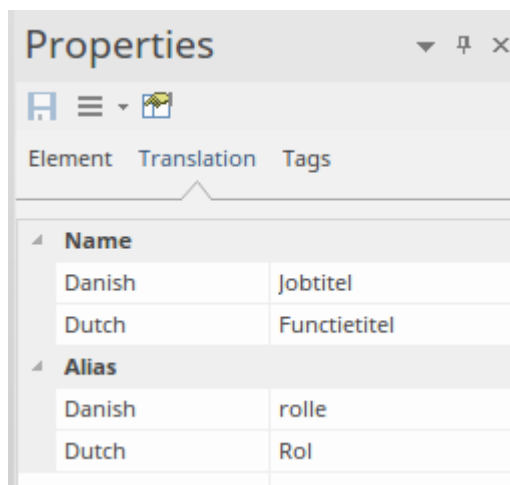 Properties
Element Translation Tags
Name
Danish Jobtitel
Dutch Functietitel
Alias
Danish rolle
Dutch Rol